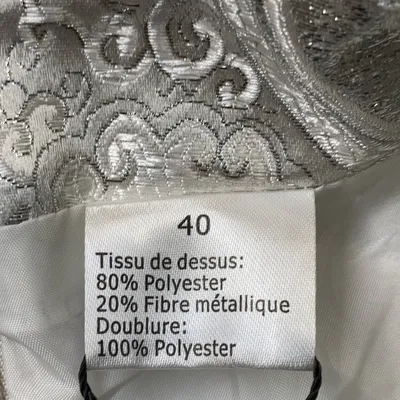 40
Tissu de dessus:
80% Polyester
20% Fibre métallique
Doublure:
100% Polyester